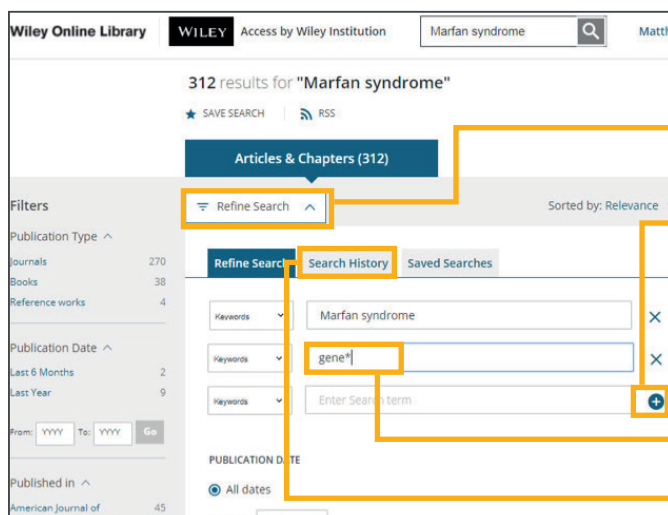 Wiley Online Library
WILEY Access by Wiley Institution
Marfan syndrome
Matth
312 results for "Marfan syndrome"
SAVE SEARCH
RSS
Articles & Chapters (312)
Filters
Refine Search
Sorted by: Relevance
Publication Type
Journals 270
Books 38
Reference works 4
Publication Date
Last 6 Months 2
Last Year 9
From: YYYY To: YYYY Go
Published in
American Journal of 45
Refine Search
Search History
Saved Searches
Keywords Marfan syndrome
Keywords gene*
Keywords Enter Search term
PUBLICATION DATE
All dates